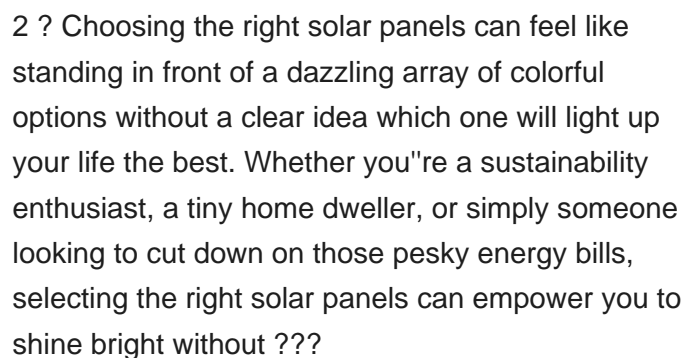 2 ? Choosing the right solar panels can feel like
standing in front of a dazzling array of colorful
options without a clear idea which one will light up
your life the best. Whether you"re a sustainability
enthusiast, a tiny home dweller, or simply someone
looking to cut down on those pesky energy bills,
selecting the right solar panels can empower you to
shine bright without ???